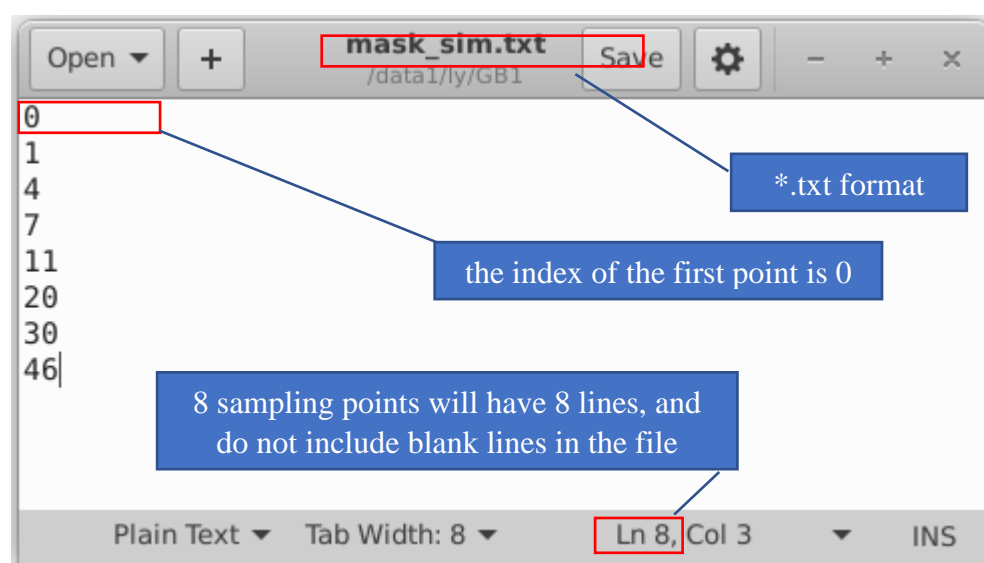 Open + mask_sim.txt Save - + ×
/data1/ly/GB1
0
1
4
7
11
20
30
46
*.txt format
the index of the first point is 0
8 sampling points will have 8 lines, and
do not include blank lines in the file
Plain Text Tab Width: 8 Ln 8, Col 3 INS